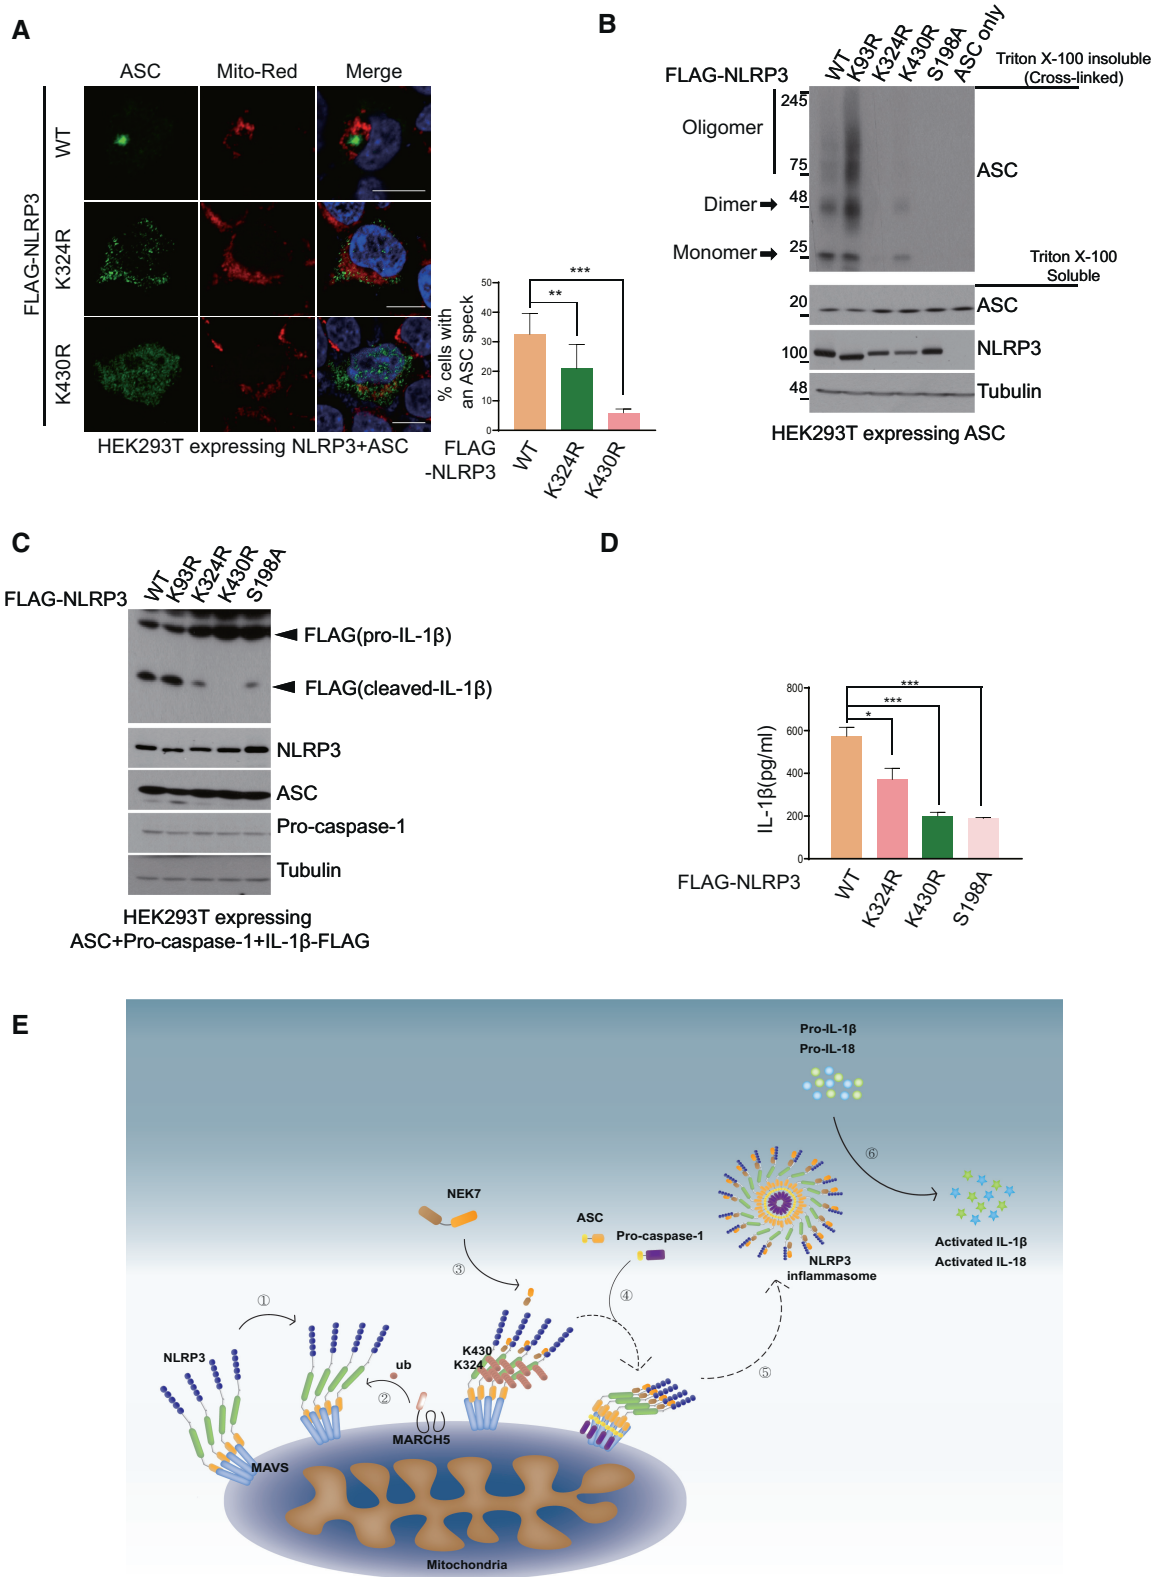 A
ASC
Mito-Red
Merge
FLAG-NLRP3
WT
K324R
K430R
HEK293T expressing NLRP3+ASC
% cells with
an ASC speck
50
40
30
20
10
0
**
***
FLAG
-NLRP3
WT
K324R
K430R
B
FLAG-NLRP3
WT
K93R
K324R
K430R
S198A
ASC only
Triton X-100 insoluble
(Cross-linked)
Oligomer
Dimer
Monomer
245
75
48
25
ASC
Triton X-100
Soluble
20
ASC
100
NLRP3
48
Tubulin
HEK293T expressing ASC
C
FLAG-NLRP3
WT
K93R
K324R
K430R
S198A
FLAG(pro-IL-1β)
FLAG(cleaved-IL-1β)
NLRP3
ASC
Pro-caspase-1
Tubulin
HEK293T expressing
ASC+Pro-caspase-1+IL-1β-FLAG
D
IL-1β(pg/ml)
800
600
400
200
0
*
***
***
FLAG-NLRP3
WT
K324R
K430R
S198A
E
Pro-IL-1β
Pro-IL-18
⑥
Activated IL-1β
Activated IL-18
NEK7
③
ASC
Pro-caspase-1
④
NLRP3
inflammasome
⑤
①
NLRP3
ub
②
K430
K324
MARCH5
MAVS
Mitochondria